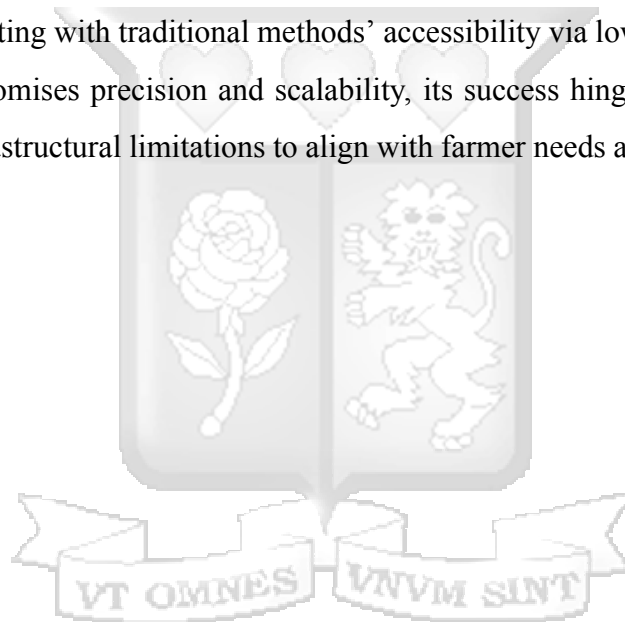 ting with traditional methods’ accessibility via lov
omises precision and scalability, its success hing
structural limitations to align with farmer needs a
VT OMNES VNVM SINT